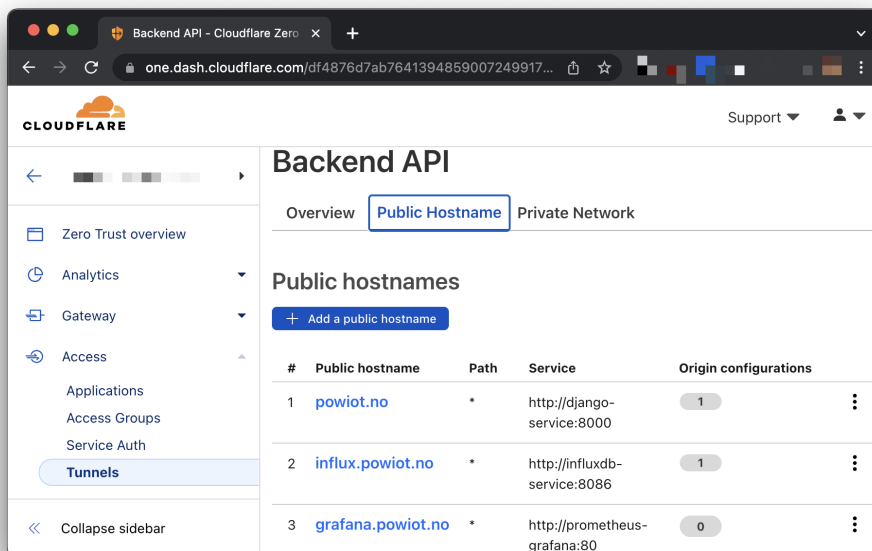 Backend API - Cloudflare Zero
one.dash.cloudflare.com/df4876d7ab7641394859007249917...
CLOUDFLARE
Support
Backend API
Overview Public Hostname Private Network
Zero Trust overview
Analytics
Gateway
Access
Applications
Access Groups
Service Auth
Tunnels
Collapse sidebar
Public hostnames
+ Add a public hostname
# Public hostname Path Service Origin configurations
1 powiot.no * http://django-
service:8000 1
2 influx.powiot.no * http://influxdb-
service:8086 1
3 grafana.powiot.no * http://prometheus-
grafana:80 0